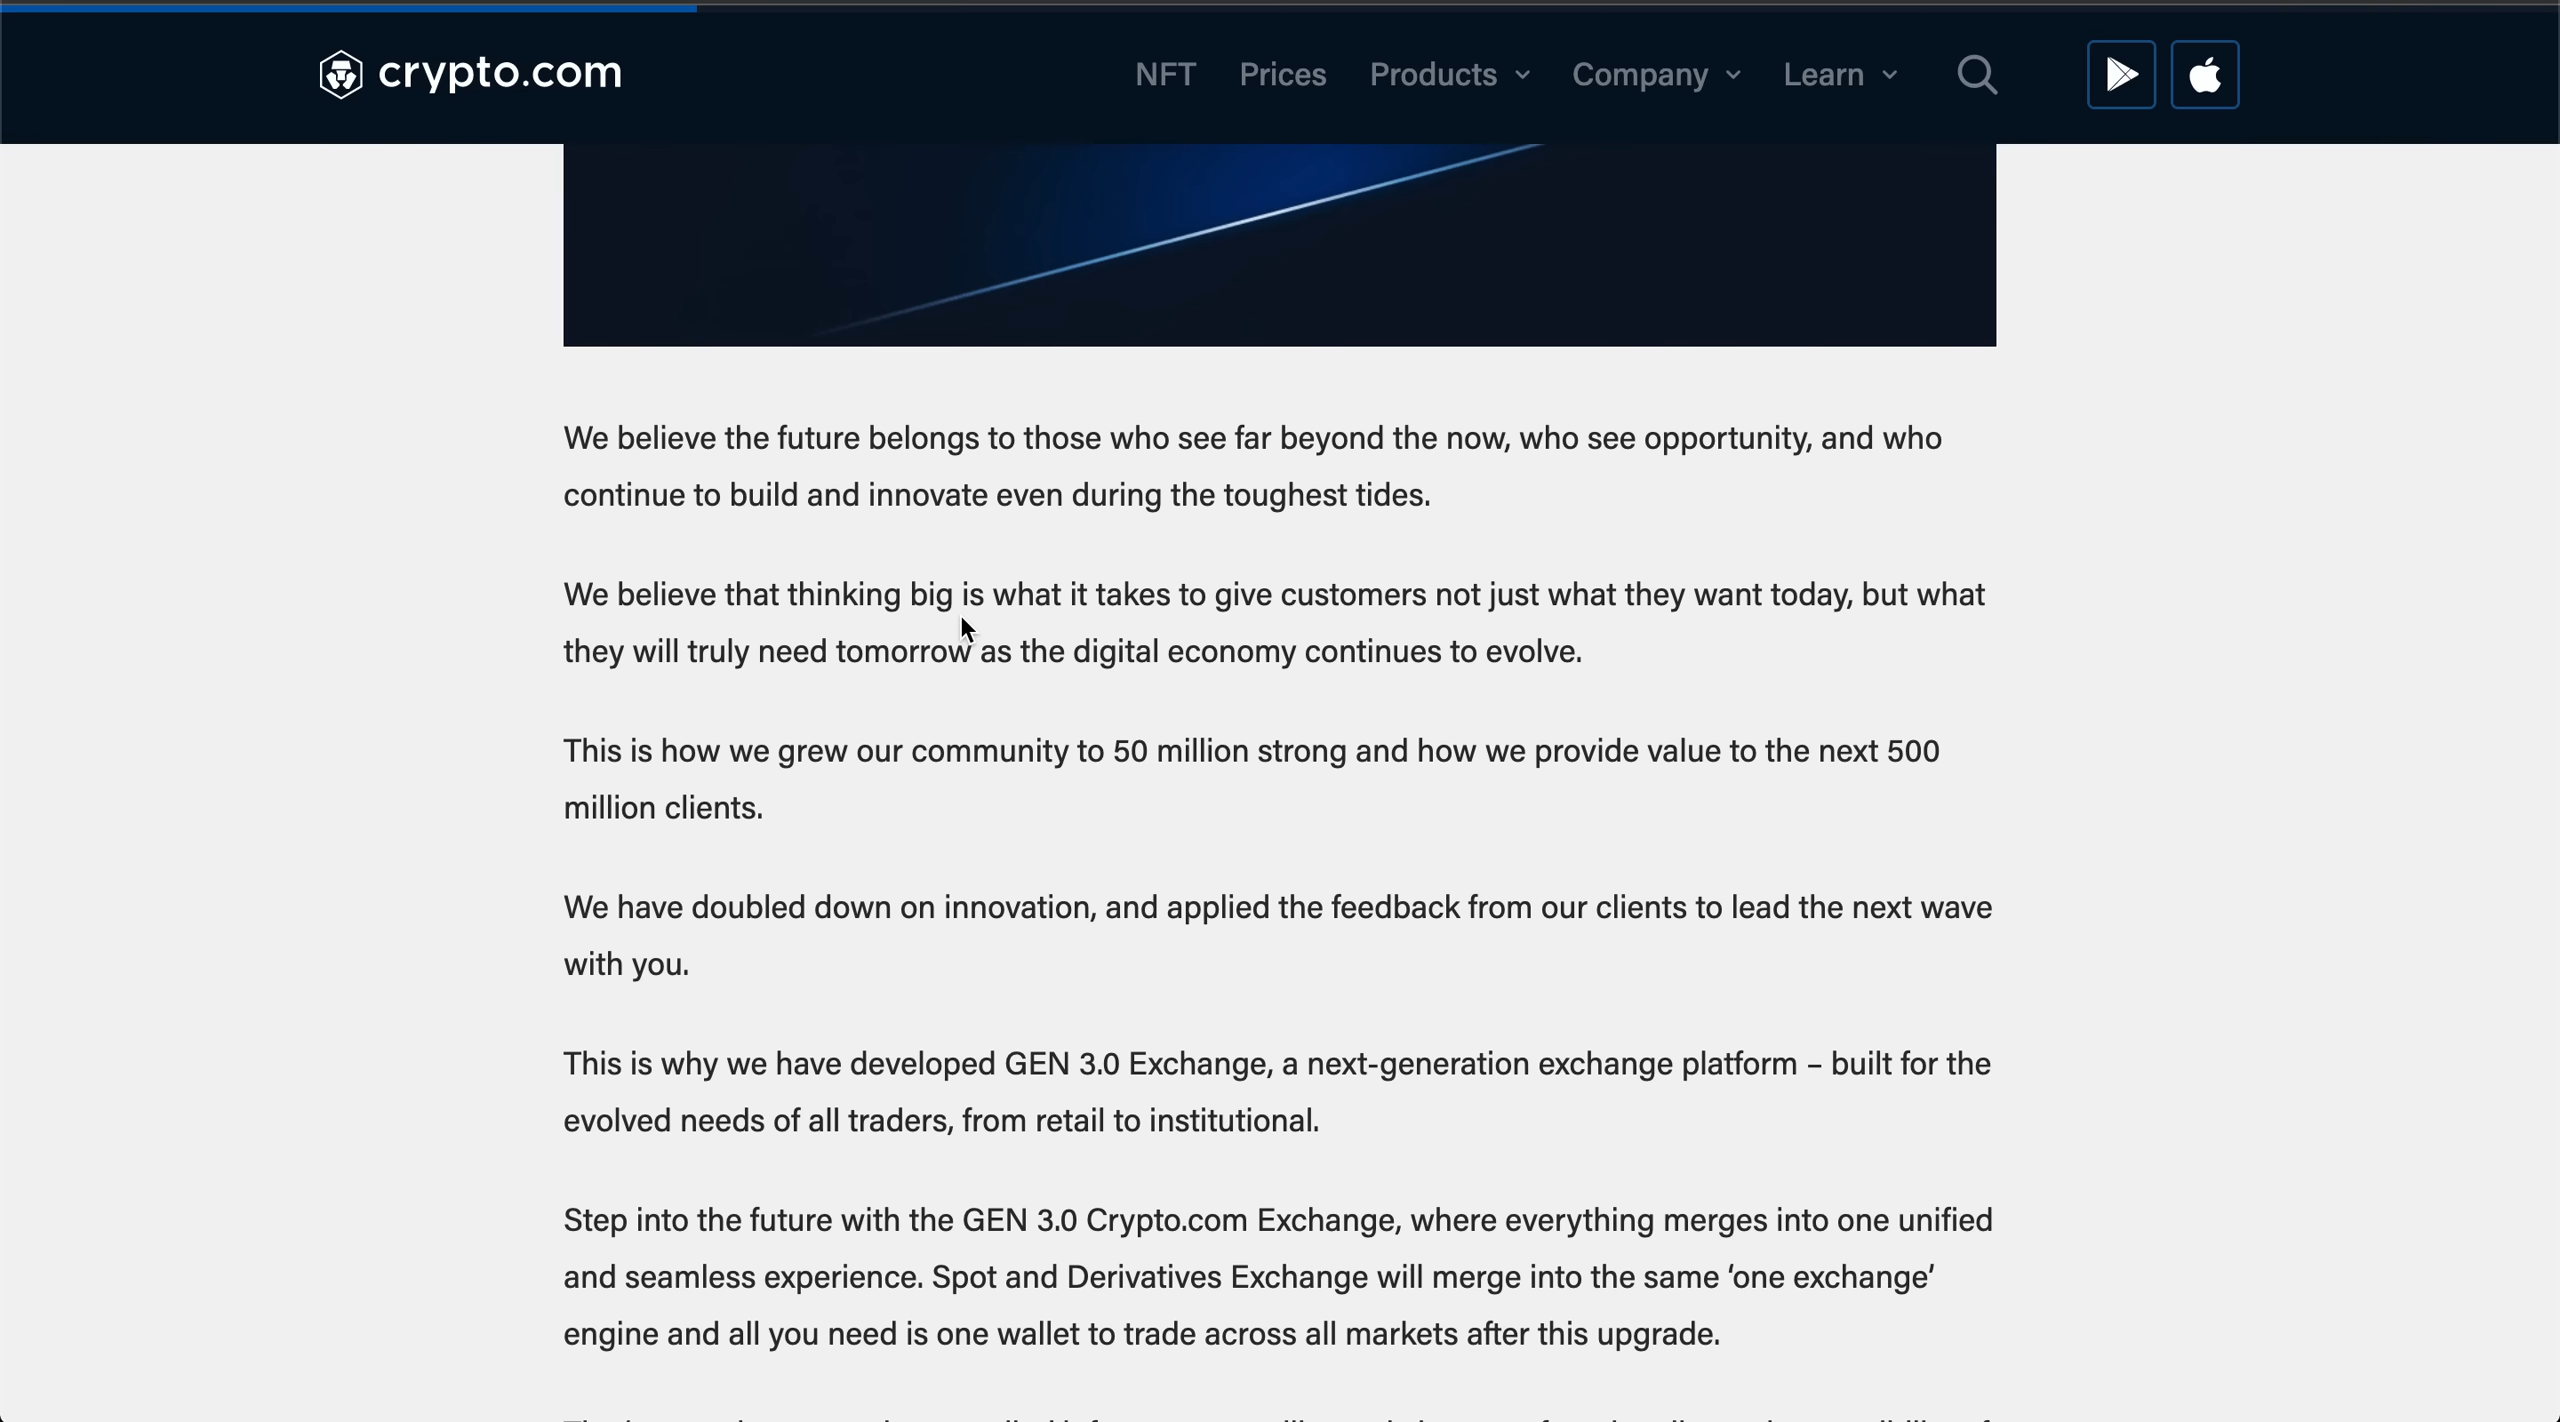 crypto.com
NFT Prices Products Company Learn
We believe the future belongs to those who see far beyond the now, who see opportunity, and who
continue to build and innovate even during the toughest tides.
We believe that thinking big is what it takes to give customers not just what they want today, but what
they will truly need tomorrow as the digital economy continues to evolve.
This is how we grew our community to 50 million strong and how we provide value to the next 500
million clients.
We have doubled down on innovation, and applied the feedback from our clients to lead the next wave
with you.
This is why we have developed GEN 3.0 Exchange, a next-generation exchange platform – built for the
evolved needs of all traders, from retail to institutional.
Step into the future with the GEN 3.0 Crypto.com Exchange, where everything merges into one unified
and seamless experience. Spot and Derivatives Exchange will merge into the same ‘one exchange’
engine and all you need is one wallet to trade across all markets after this upgrade.